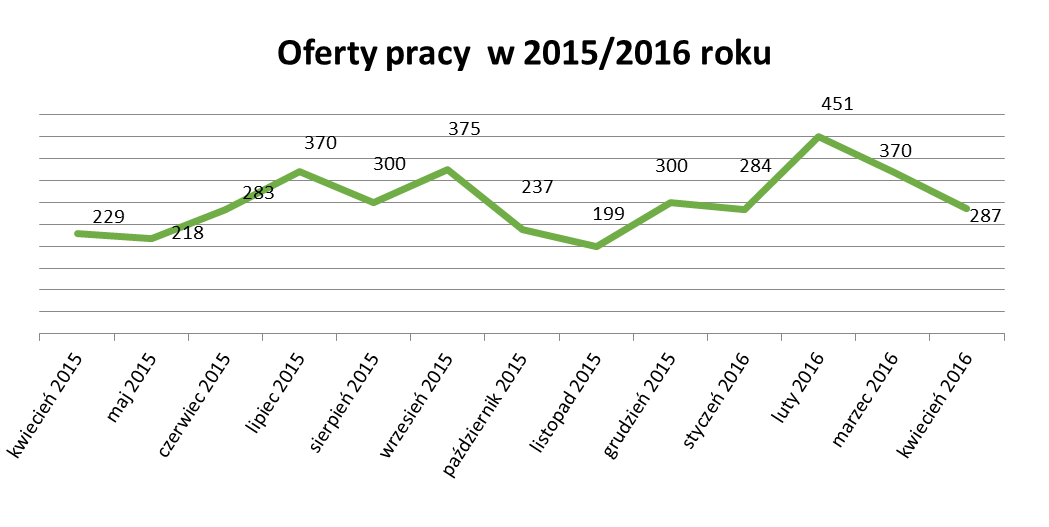 Oferty pracy  w 2015/2016 roku
229
218
283
370
300
375
237
199
300
284
451
370
287
kwiecień 2015
maj 2015
czerwiec 2015
lipiec 2015
sierpień 2015
wrzesień 2015
październik 2015
listopad 2015
grudzień 2015
styczeń 2016
luty 2016
marzec 2016
kwiecień 2016